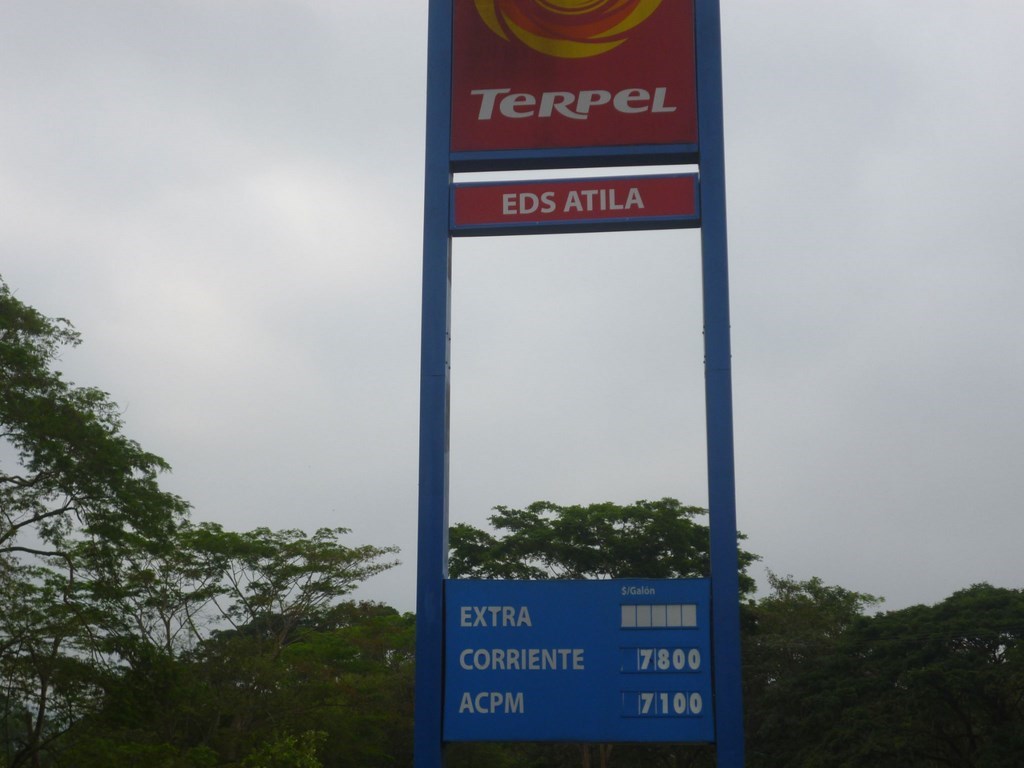 TERPEL
EDS ATILA
$/Galón
EXTRA
CORRIENTE 7800
ACPM 7100